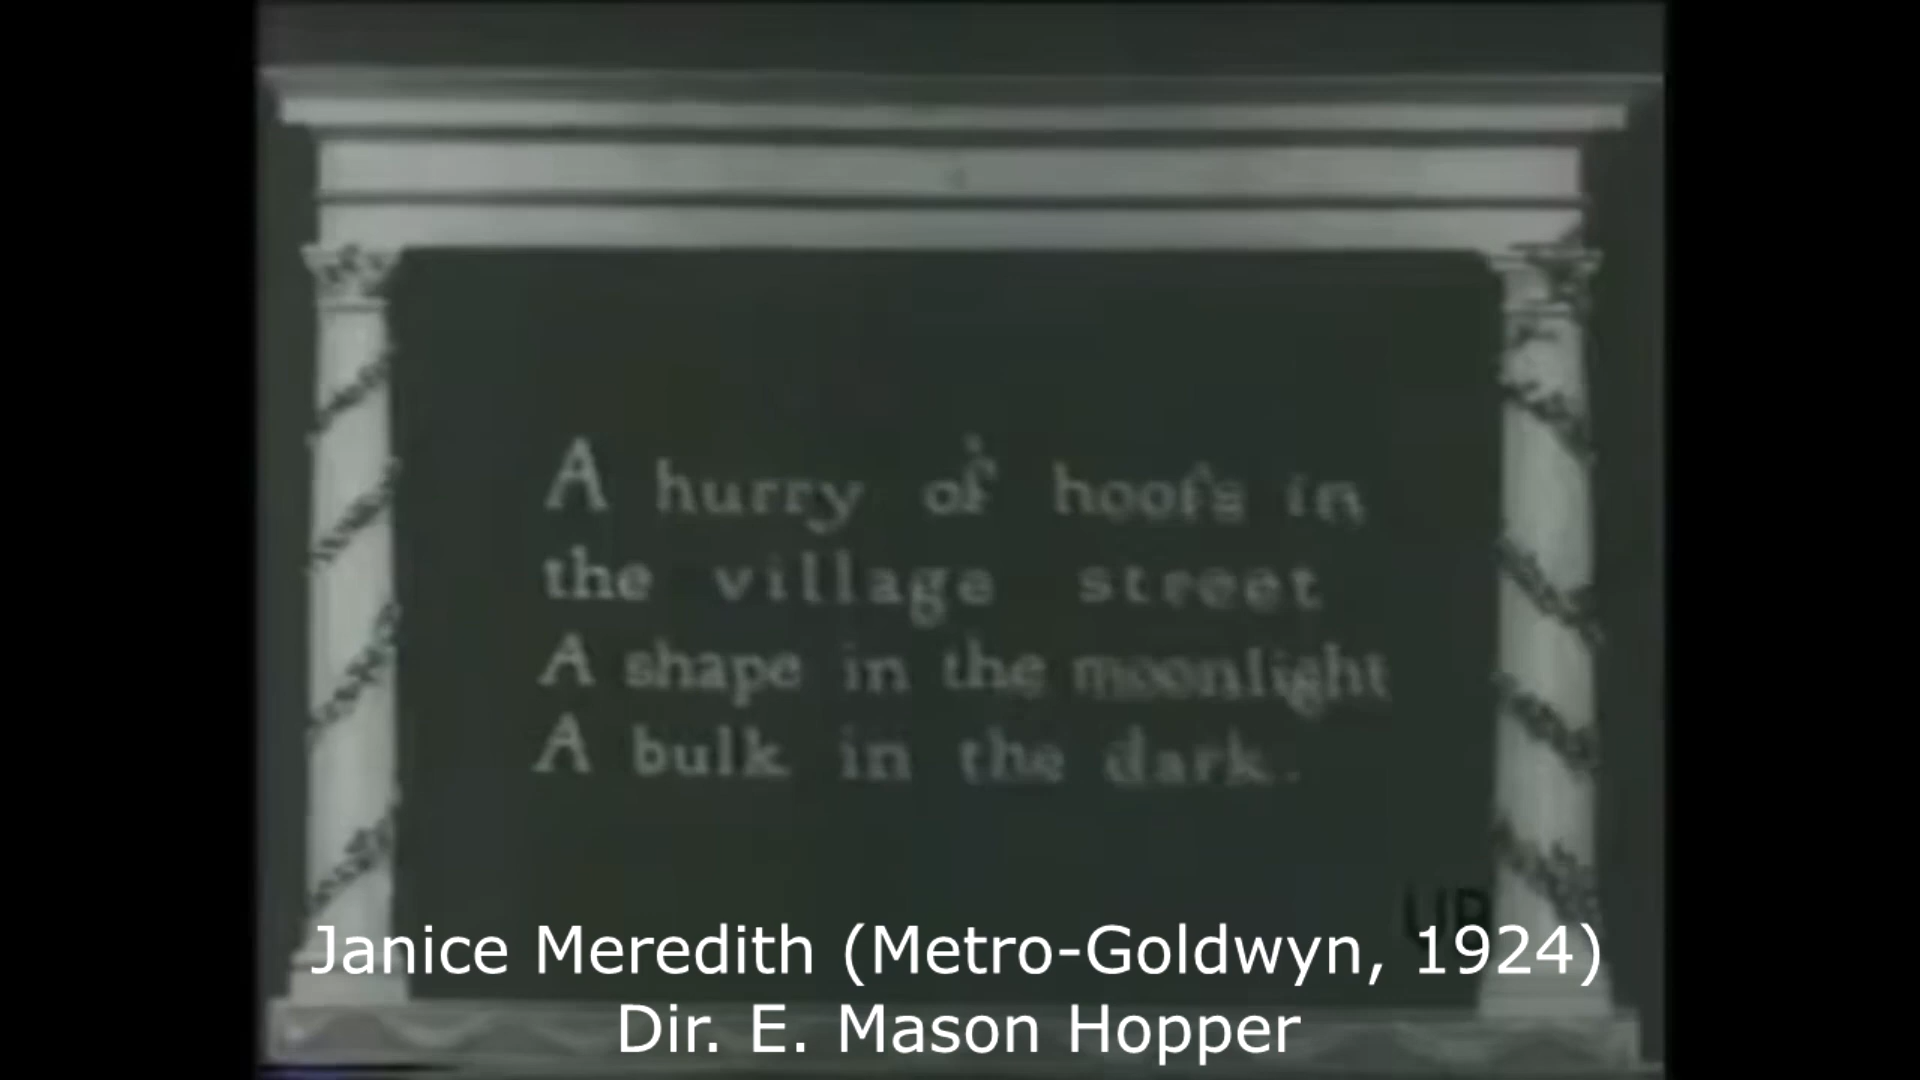 A hurry of hoofs in
the village street
A shape in the moonlight
A bulk in the dark.
UB
Janice Meredith (Metro-Goldwyn, 1924)
Dir. E. Mason Hopper